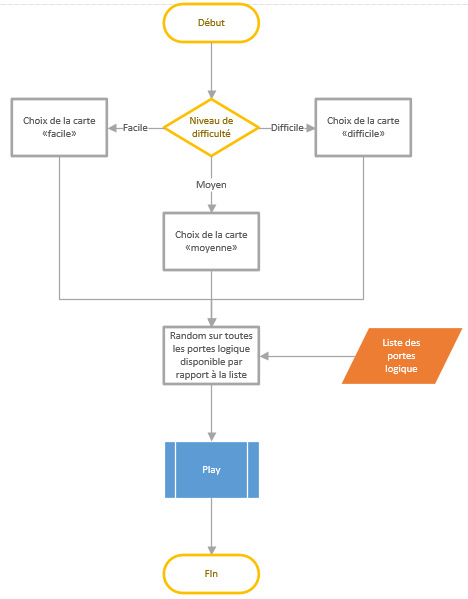 Début
Choix de la carte
«facile»
Facile
Niveau de
difficulté
Difficile
Choix de la carte
«difficile»
Moyen
Choix de la carte
«moyenne»
Random sur toutes
les portes logique
disponible par
rapport à la liste
Liste des
portes
logique
Play
FIn